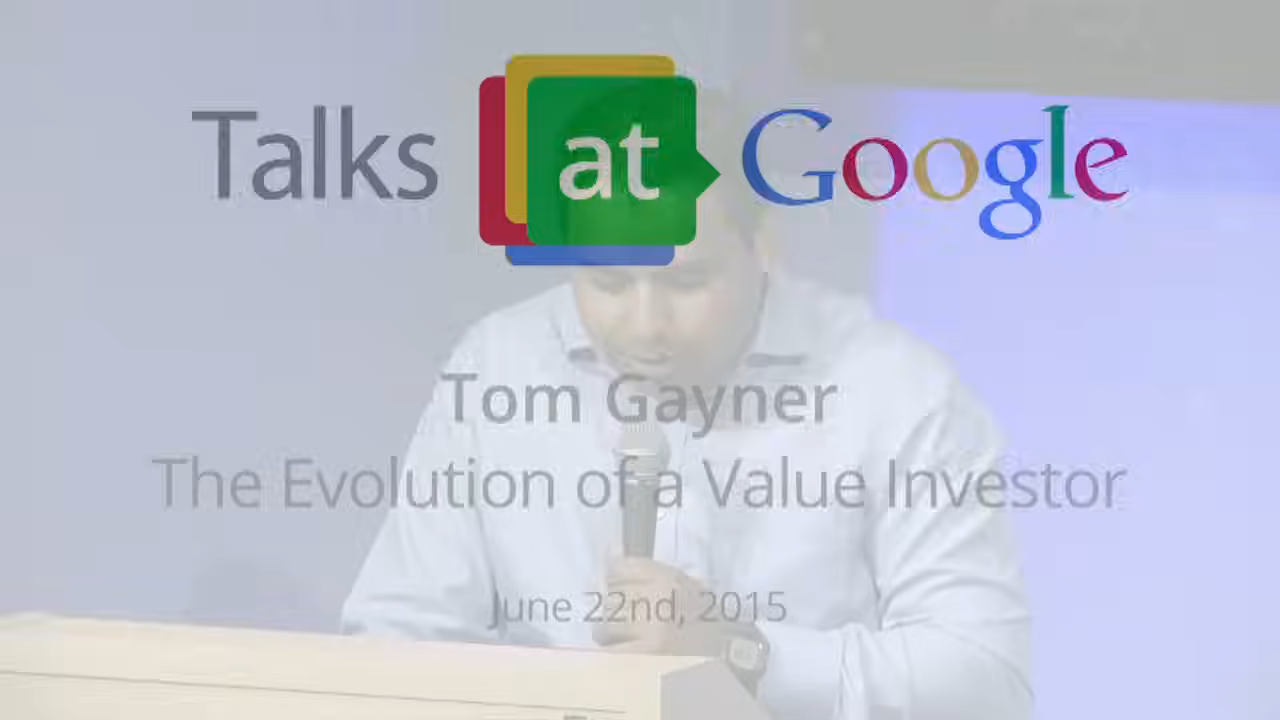 Talks at Google
Tom Gayner
The Evolution of a Value Investor
June 22nd, 2015